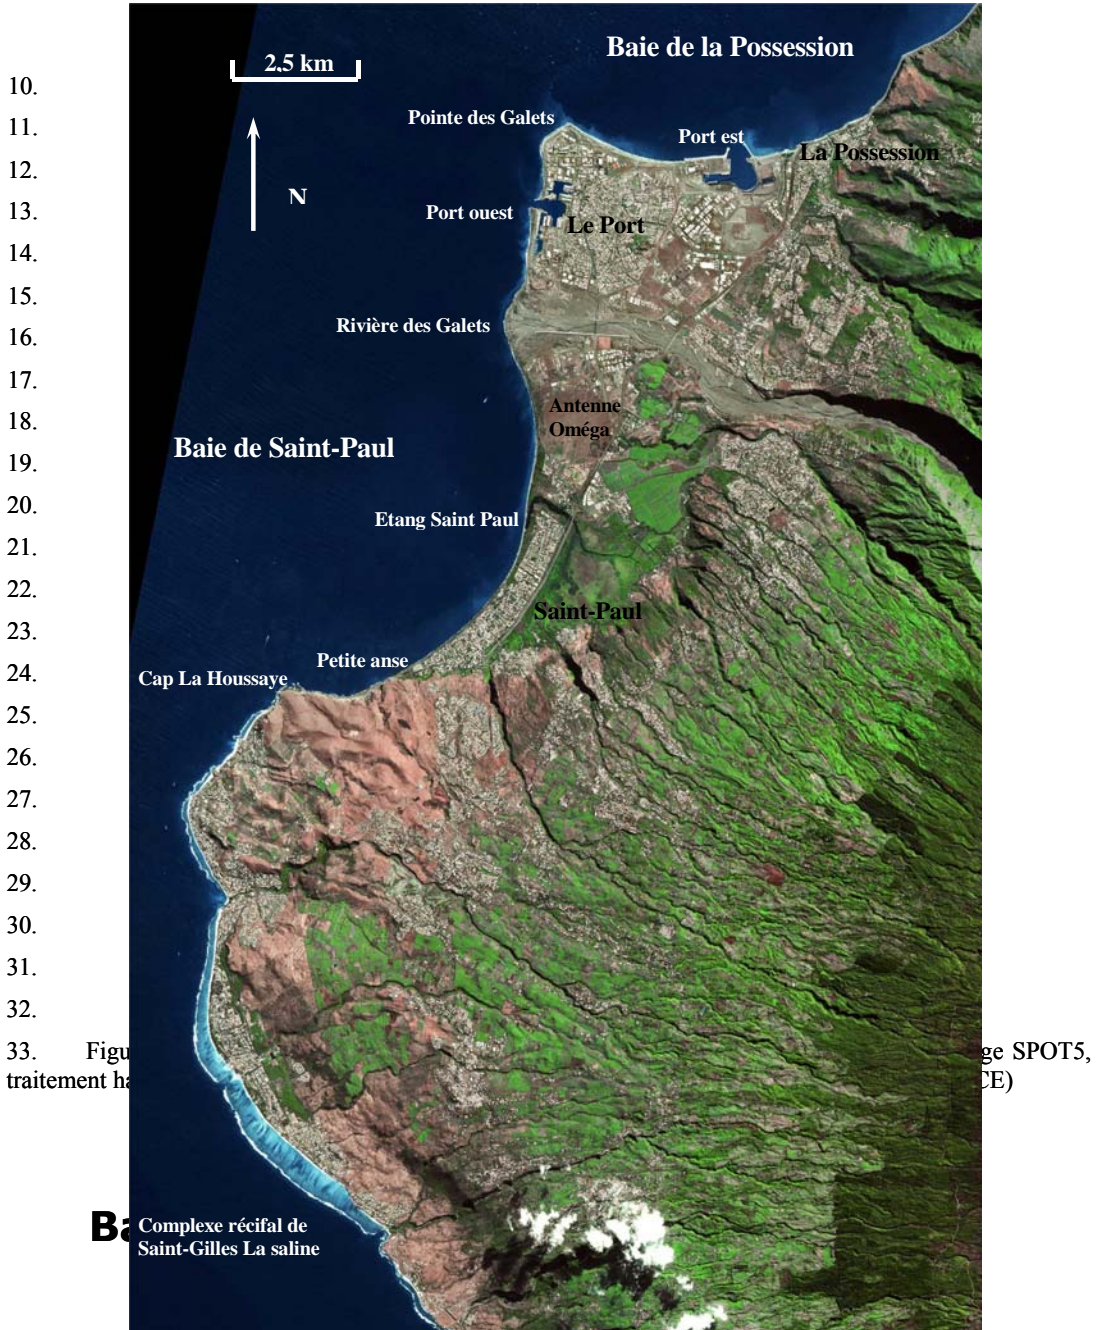 Baie de la Possession
2,5 km
10.
Pointe des Galets
11.
Port est
La Possession
12.
N
13.
Port ouest
Le Port
14.
15.
Rivière des Galets
16.
17.
Antenne
Oméga
18.
Baie de Saint-Paul
19.
20.
Etang Saint Paul
21.
22.
Saint-Paul
23.
Petite anse
24.
Cap La Houssaye
25.
26.
27.
28.
29.
30.
31.
32.
33. Figu ge SPOT5,
traitement ha CE)
Ba
Complexe récifal de
Saint-Gilles La saline